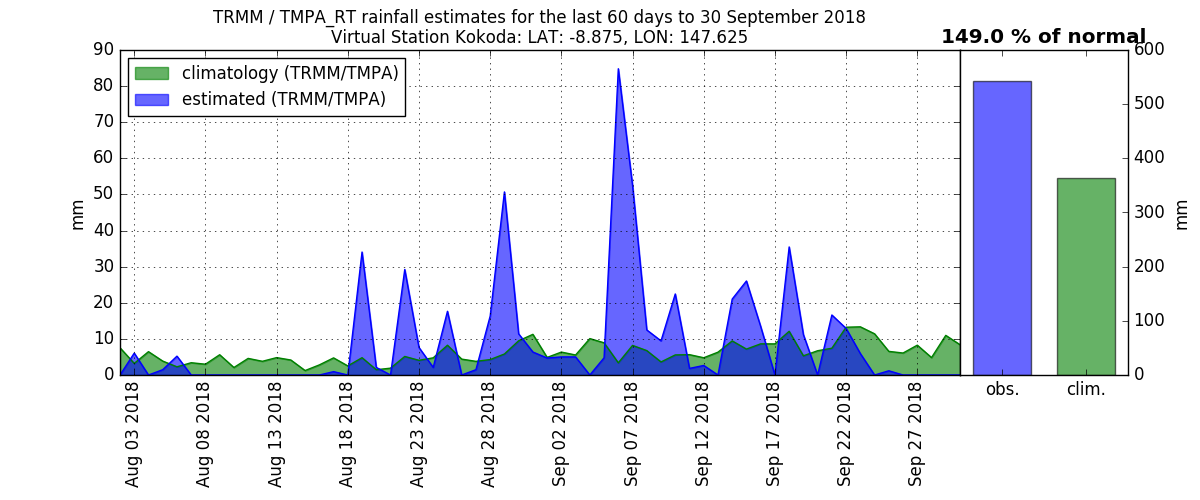 TRMM / TMPA_RT rainfall estimates for the last 60 days to 30 September 2018
Virtual Station Kokoda: LAT: -8.875, LON: 147.625
149.0 % of normal
climatology (TRMM/TMPA)
estimated (TRMM/TMPA)
90
80
70
60
50
40
30
20
10
0
mm
Aug 03 2018
Aug 08 2018
Aug 13 2018
Aug 18 2018
Aug 23 2018
Aug 28 2018
Sep 02 2018
Sep 07 2018
Sep 12 2018
Sep 17 2018
Sep 22 2018
Sep 27 2018
600
500
400
300
200
100
0
mm
obs.
clim.